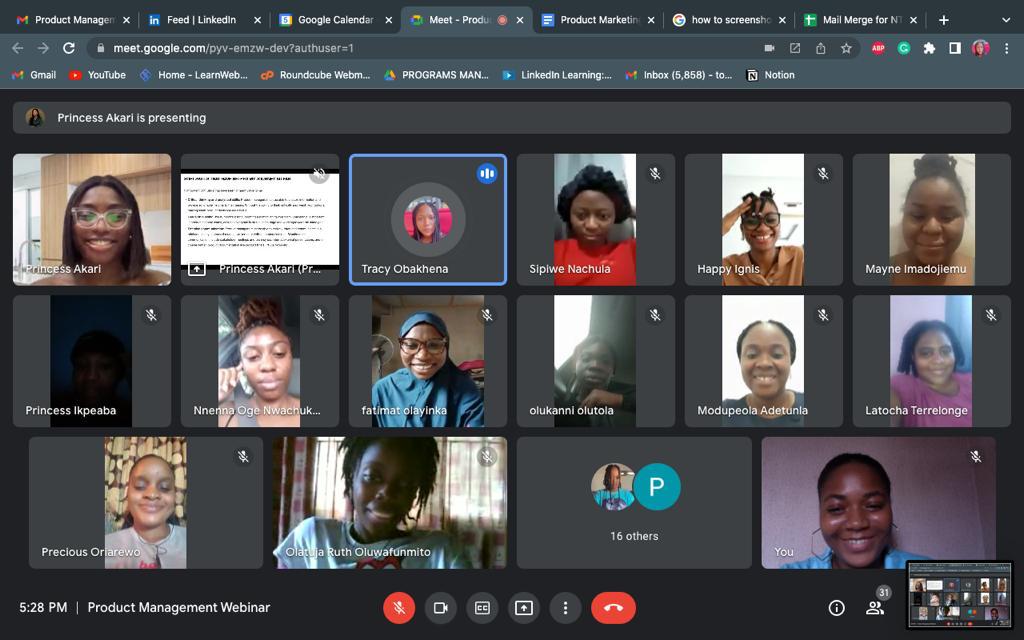 Product Managem
Feed | LinkedIn
Google Calendar
Meet - Produ
Product Marketing
how to screensho
Mail Merge for NT
meet.google.com/pyv-emzw-dev?authuser=1
ABP
Gmail
YouTube
Home - LearnWeb...
Roundcube Webm...
PROGRAMS MAN...
LinkedIn Learning:...
Inbox (5,858) - to...
Notion
Princess Akari is presenting
Princess Akari
Princess Akari (Pr...
Tracy Obakhena
Sipiwe Nachula
Happy Ignis
Mayne Imadojiemu
Princess Ikpeaba
Nnenna Oge Nwachuk...
fatimat olayinka
olukanni olutola
Modupeola Adetunla
Latocha Terrelonge
Precious Oriarewo
Olatuja Ruth Oluwafunmito
P
16 others
You
5:28 PM | Product Management Webinar
CC
31